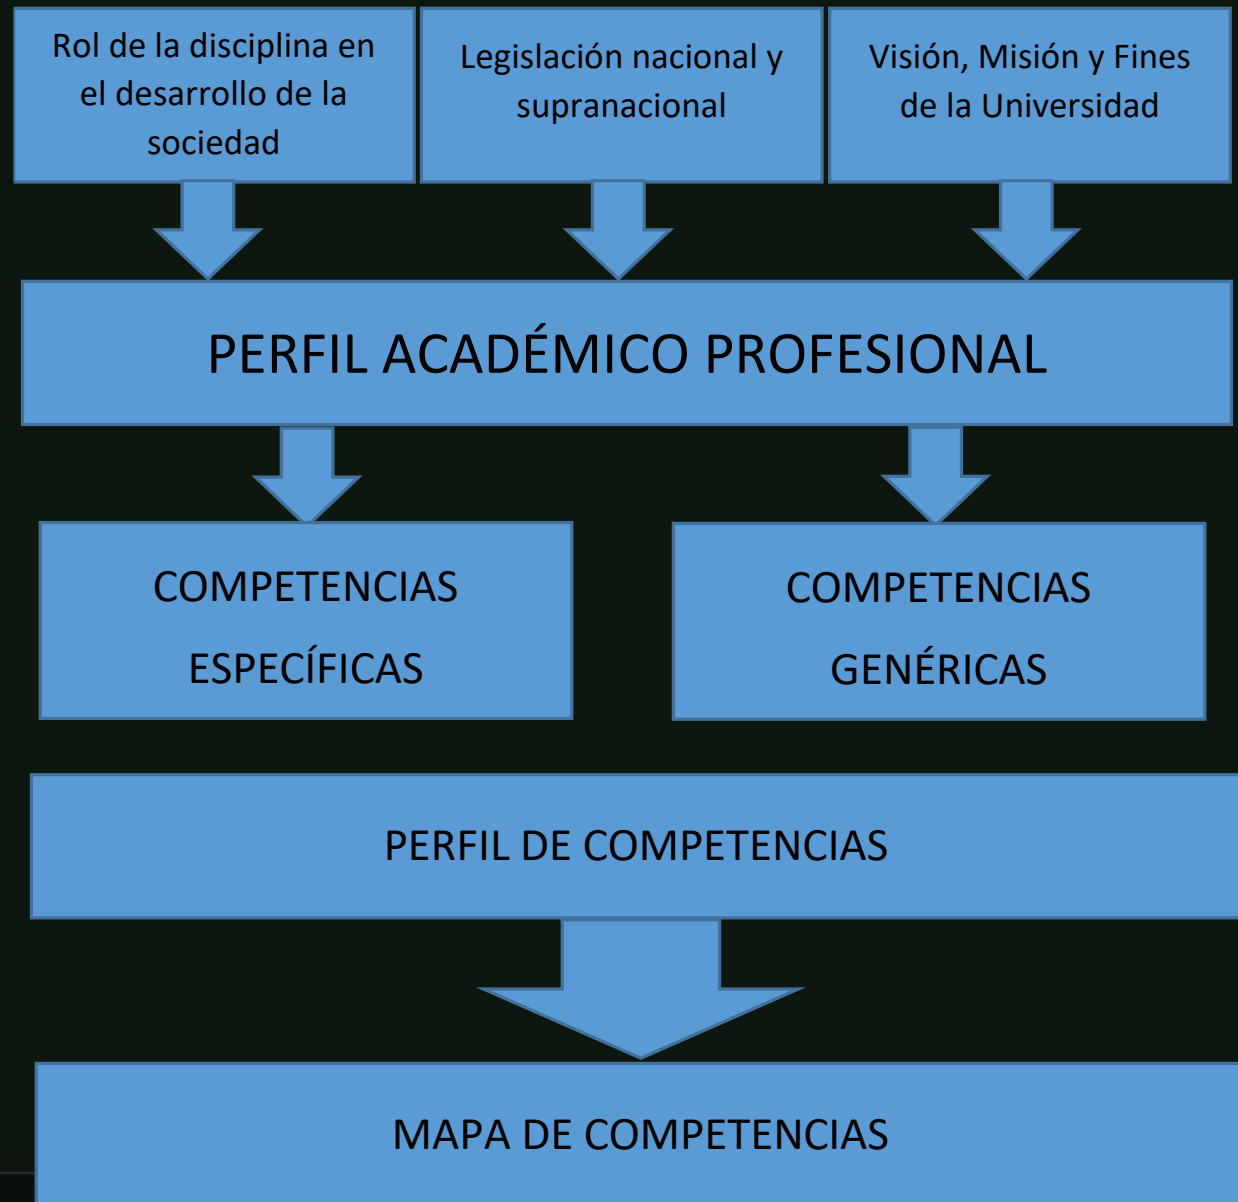 Rol de la disciplina en
el desarrollo de la
sociedad
Legislación nacional y
supranacional
Visión, Misión y Fines
de la Universidad
PERFIL ACADÉMICO PROFESIONAL
COMPETENCIAS
ESPECÍFICAS
COMPETENCIAS
GENÉRICAS
PERFIL DE COMPETENCIAS
MAPA DE COMPETENCIAS